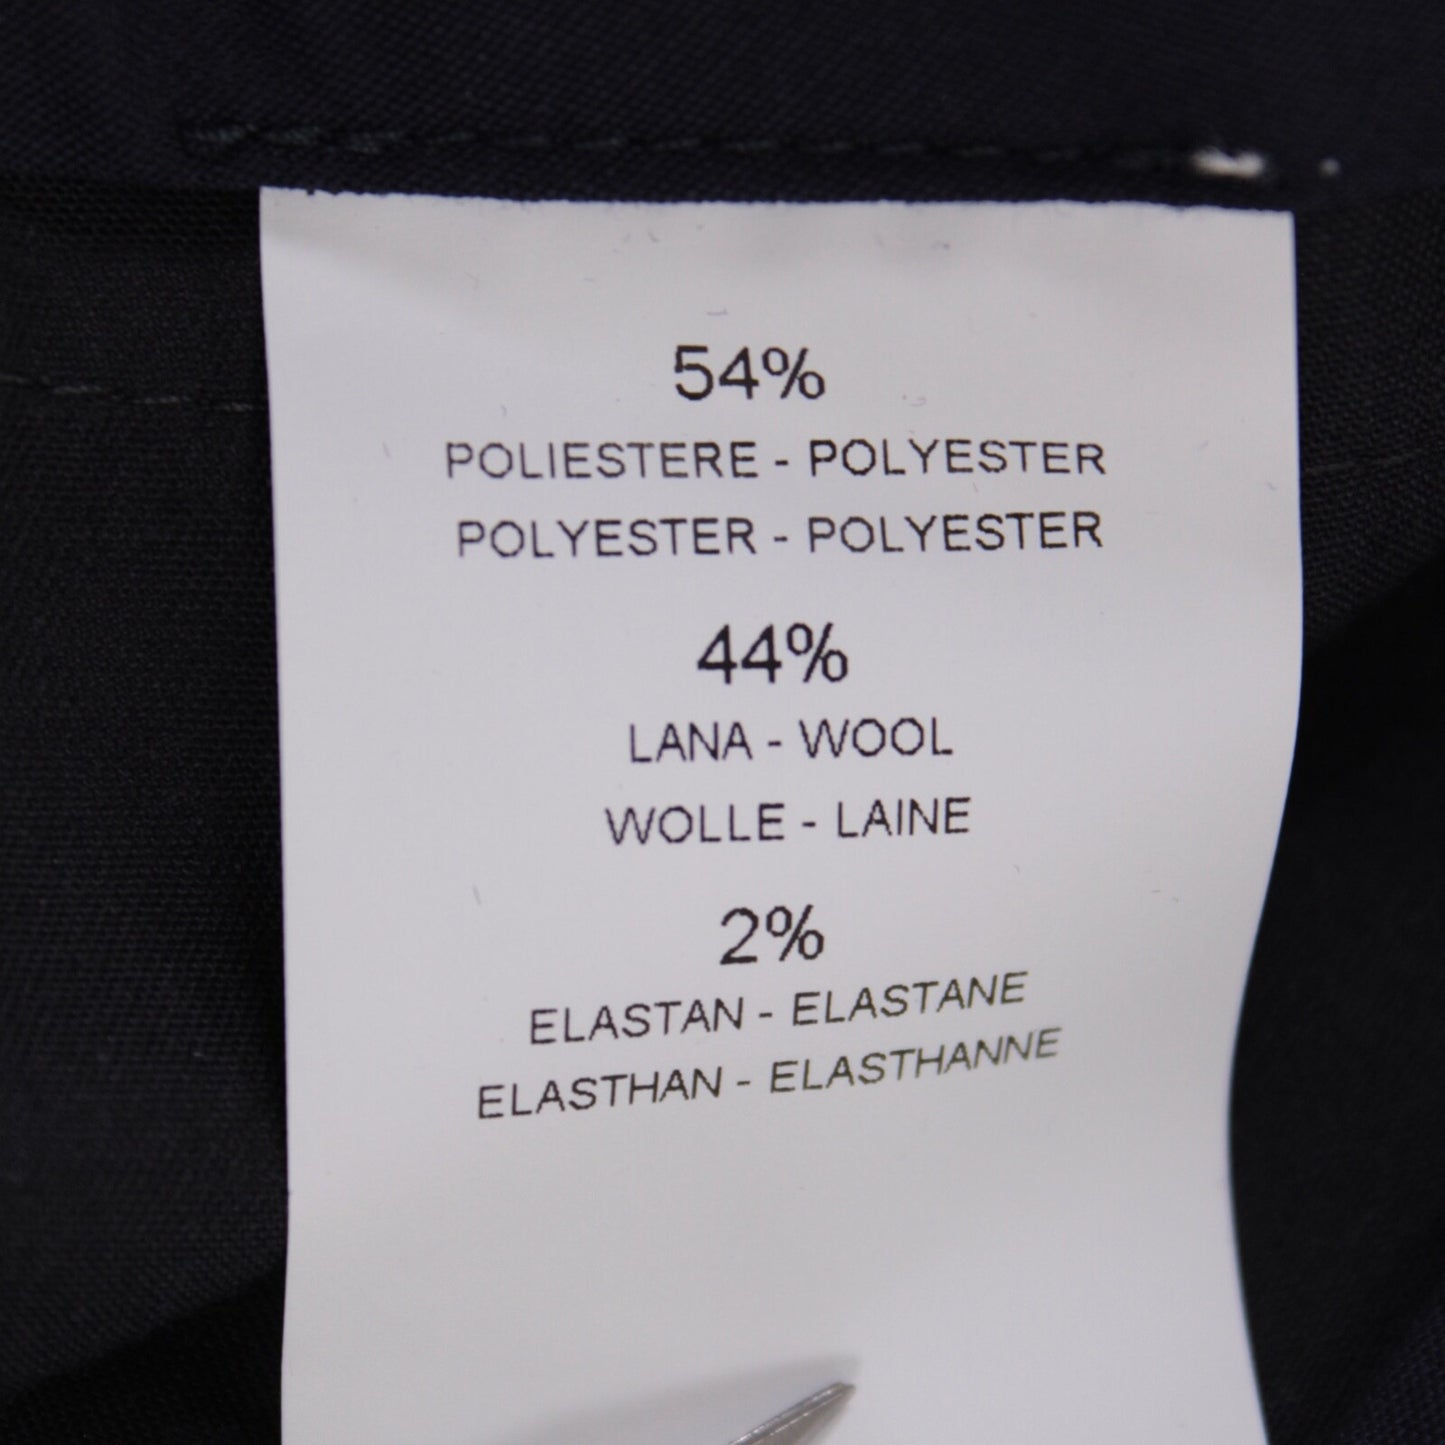 54%
POLIESTERE - POLYESTER
POLYESTER - POLYESTER
44%
LANA - WOOL
WOLLE - LAINE
2%
ELASTAN - ELASTANE
ELASTHAN - ELASTHANNE